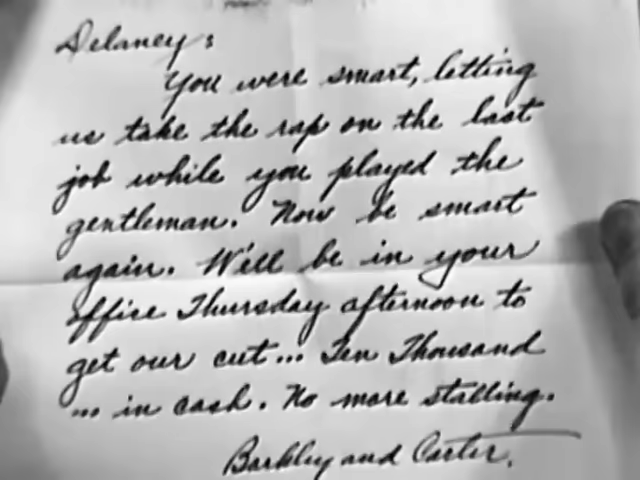 Delaney:
You were smart, letting
us take the rap on the last
job while you played the
gentleman. Now be smart
again. We'll be in your
office Thursday afternoon to
get our cut... Ten Thousand
... in cash. No more stalling.
Barkley and Carter.